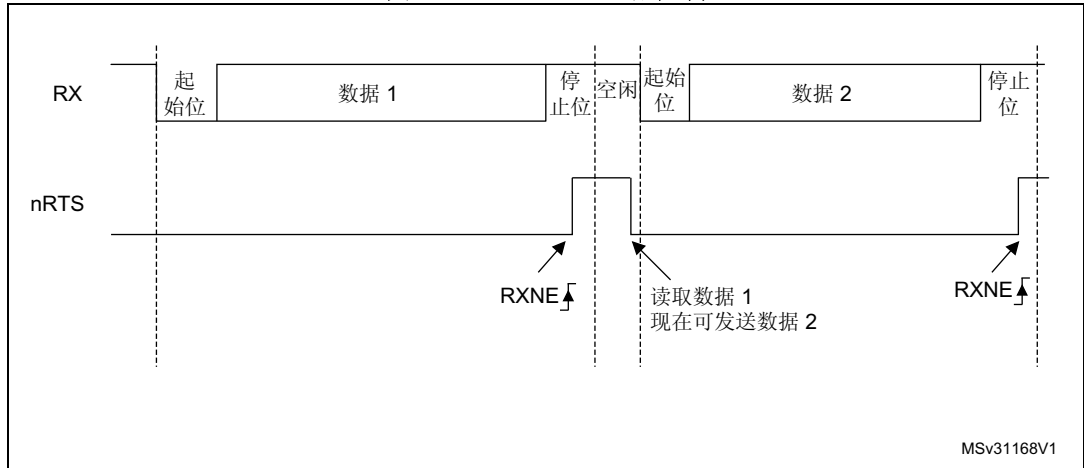 RX
起
始位
数据 1
停
止位
空闲
起始
位
数据 2
停止
位
nRTS
RXNE
读取数据 1
现在可发送数据 2
RXNE
MSv31168V1